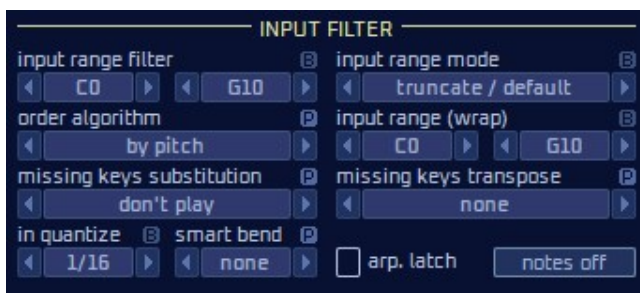 INPUT FILTER
input range filter B input range mode B
C0 G10 truncate / default
order algorithm P input range (wrap) B
by pitch C0 G10
missing keys substitution P missing keys transpose P
don't play none
in quantize B smart bend P
1/16 none arp. latch notes off